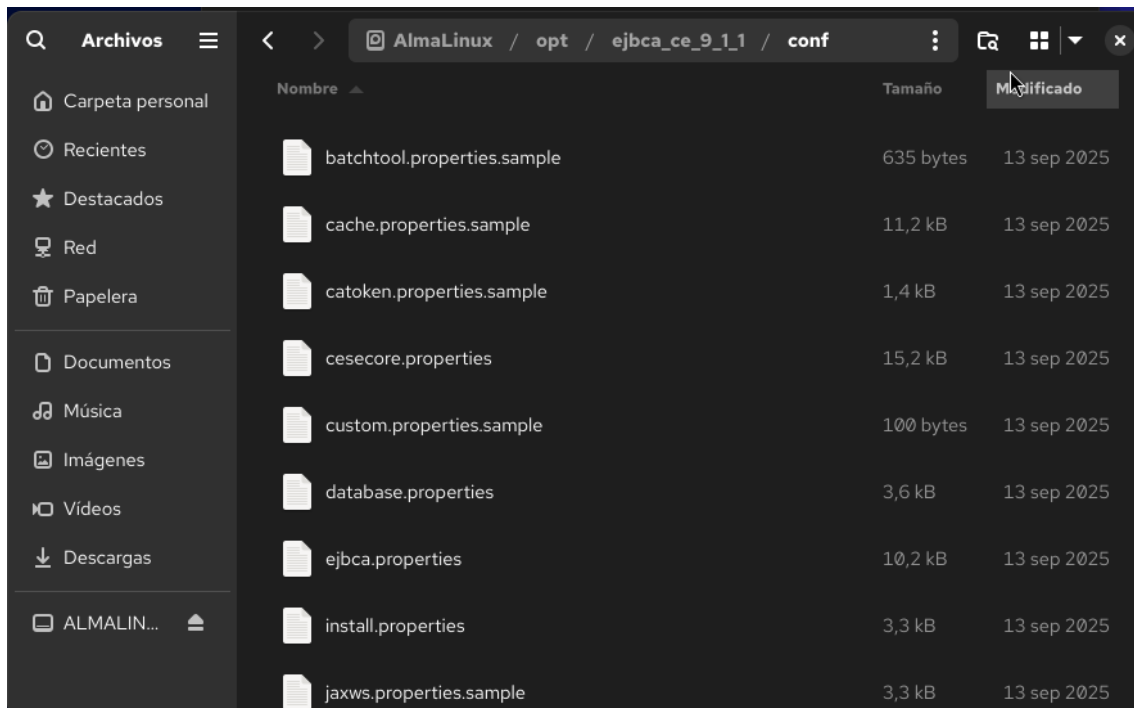 Archivos
AlmaLinux / opt / ejbca_ce_9_1_1 / conf
Carpeta personal
Recientes
Destacados
Red
Papelera
Documentos
Música
Imágenes
Vídeos
Descargas
ALMALIN...
Nombre Tamaño Modificado
batchtool.properties.sample 635 bytes 13 sep 2025
cache.properties.sample 11,2 kB 13 sep 2025
catoken.properties.sample 1,4 kB 13 sep 2025
cesecore.properties 15,2 kB 13 sep 2025
custom.properties.sample 100 bytes 13 sep 2025
database.properties 3,6 kB 13 sep 2025
ejbca.properties 10,2 kB 13 sep 2025
install.properties 3,3 kB 13 sep 2025
jaxws.properties.sample 3,3 kB 13 sep 2025